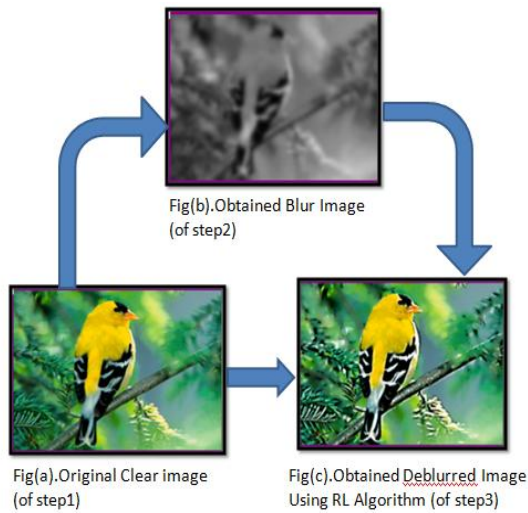 Fig(b).Obtained Blur Image
(of step2)
Fig(a).Original Clear image
(of step1)
Fig(c).Obtained Deblurred Image
Using RL Algorithm (of step3)